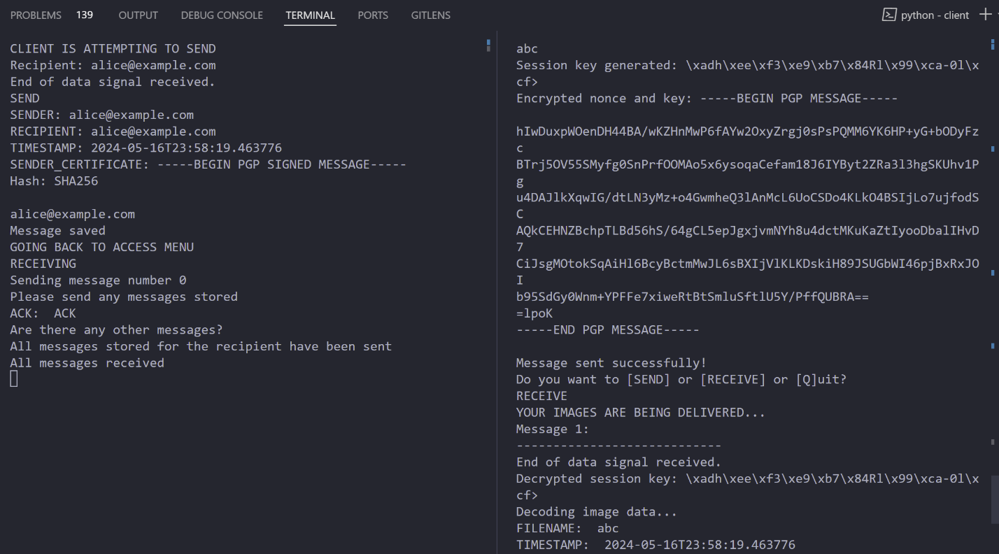 PROBLEMS 139 OUTPUT DEBUG CONSOLE TERMINAL PORTS GITLENS python - client
CLIENT IS ATTEMPTING TO SEND
Recipient: alice@example.com
End of data signal received.
SEND
SENDER: alice@example.com
RECIPIENT: alice@example.com
TIMESTAMP: 2024-05-16T23:58:19.463776
SENDER_CERTIFICATE: -----BEGIN PGP SIGNED MESSAGE-----
Hash: SHA256
alice@example.com
Message saved
GOING BACK TO ACCESS MENU
RECEIVING
Sending message number 0
Please send any messages stored
ACK:  ACK
Are there any other messages?
All messages stored for the recipient have been sent
All messages received
abc
Session key generated: \xadh\xee\xf3\xe9\xb7\x84Rl\x99\xca-0l\x
cf>
Encrypted nonce and key: -----BEGIN PGP MESSAGE-----
hIwDuxpWOenDH44BA/wKZHnMwP6fAYw2OxyZrgj0sPsPQMM6YK6HP+yG+bODyFz
c
BTrj5OV55SMyfg0SnPrfOOMAo5x6ysoqaCefam18J6IYByt2ZRa3l3hgSKUhv1P
g
u4DAJlkXqwIG/dtLN3yMz+o4GwmheQ3lAnMcL6UoCSDo4KLkO4BSIjLo7ujfodS
C
AQkCEHNZBchpTLBd56hS/64gCL5epJgxjvmNYh8u4dctMKuKaZtIyooDbalIHvD
7
CiJsgMOtokSqAiHl6BcyBctmMwJL6sBXIjVlKLKDskiH89JSUGbWI46pjBxRxJO
I
b95SdGy0Wnm+YPFFe7xiweRtBtSmluSftlU5Y/PffQUBRA==
=lpoK
-----END PGP MESSAGE-----
Message sent successfully!
Do you want to [SEND] or [RECEIVE] or [Q]uit?
RECEIVE
YOUR IMAGES ARE BEING DELIVERED...
Message 1:
----------------------------
End of data signal received.
Decrypted session key: \xadh\xee\xf3\xe9\xb7\x84Rl\x99\xca-0l\x
cf>
Decoding image data...
FILENAME:  abc
TIMESTAMP:  2024-05-16T23:58:19.463776